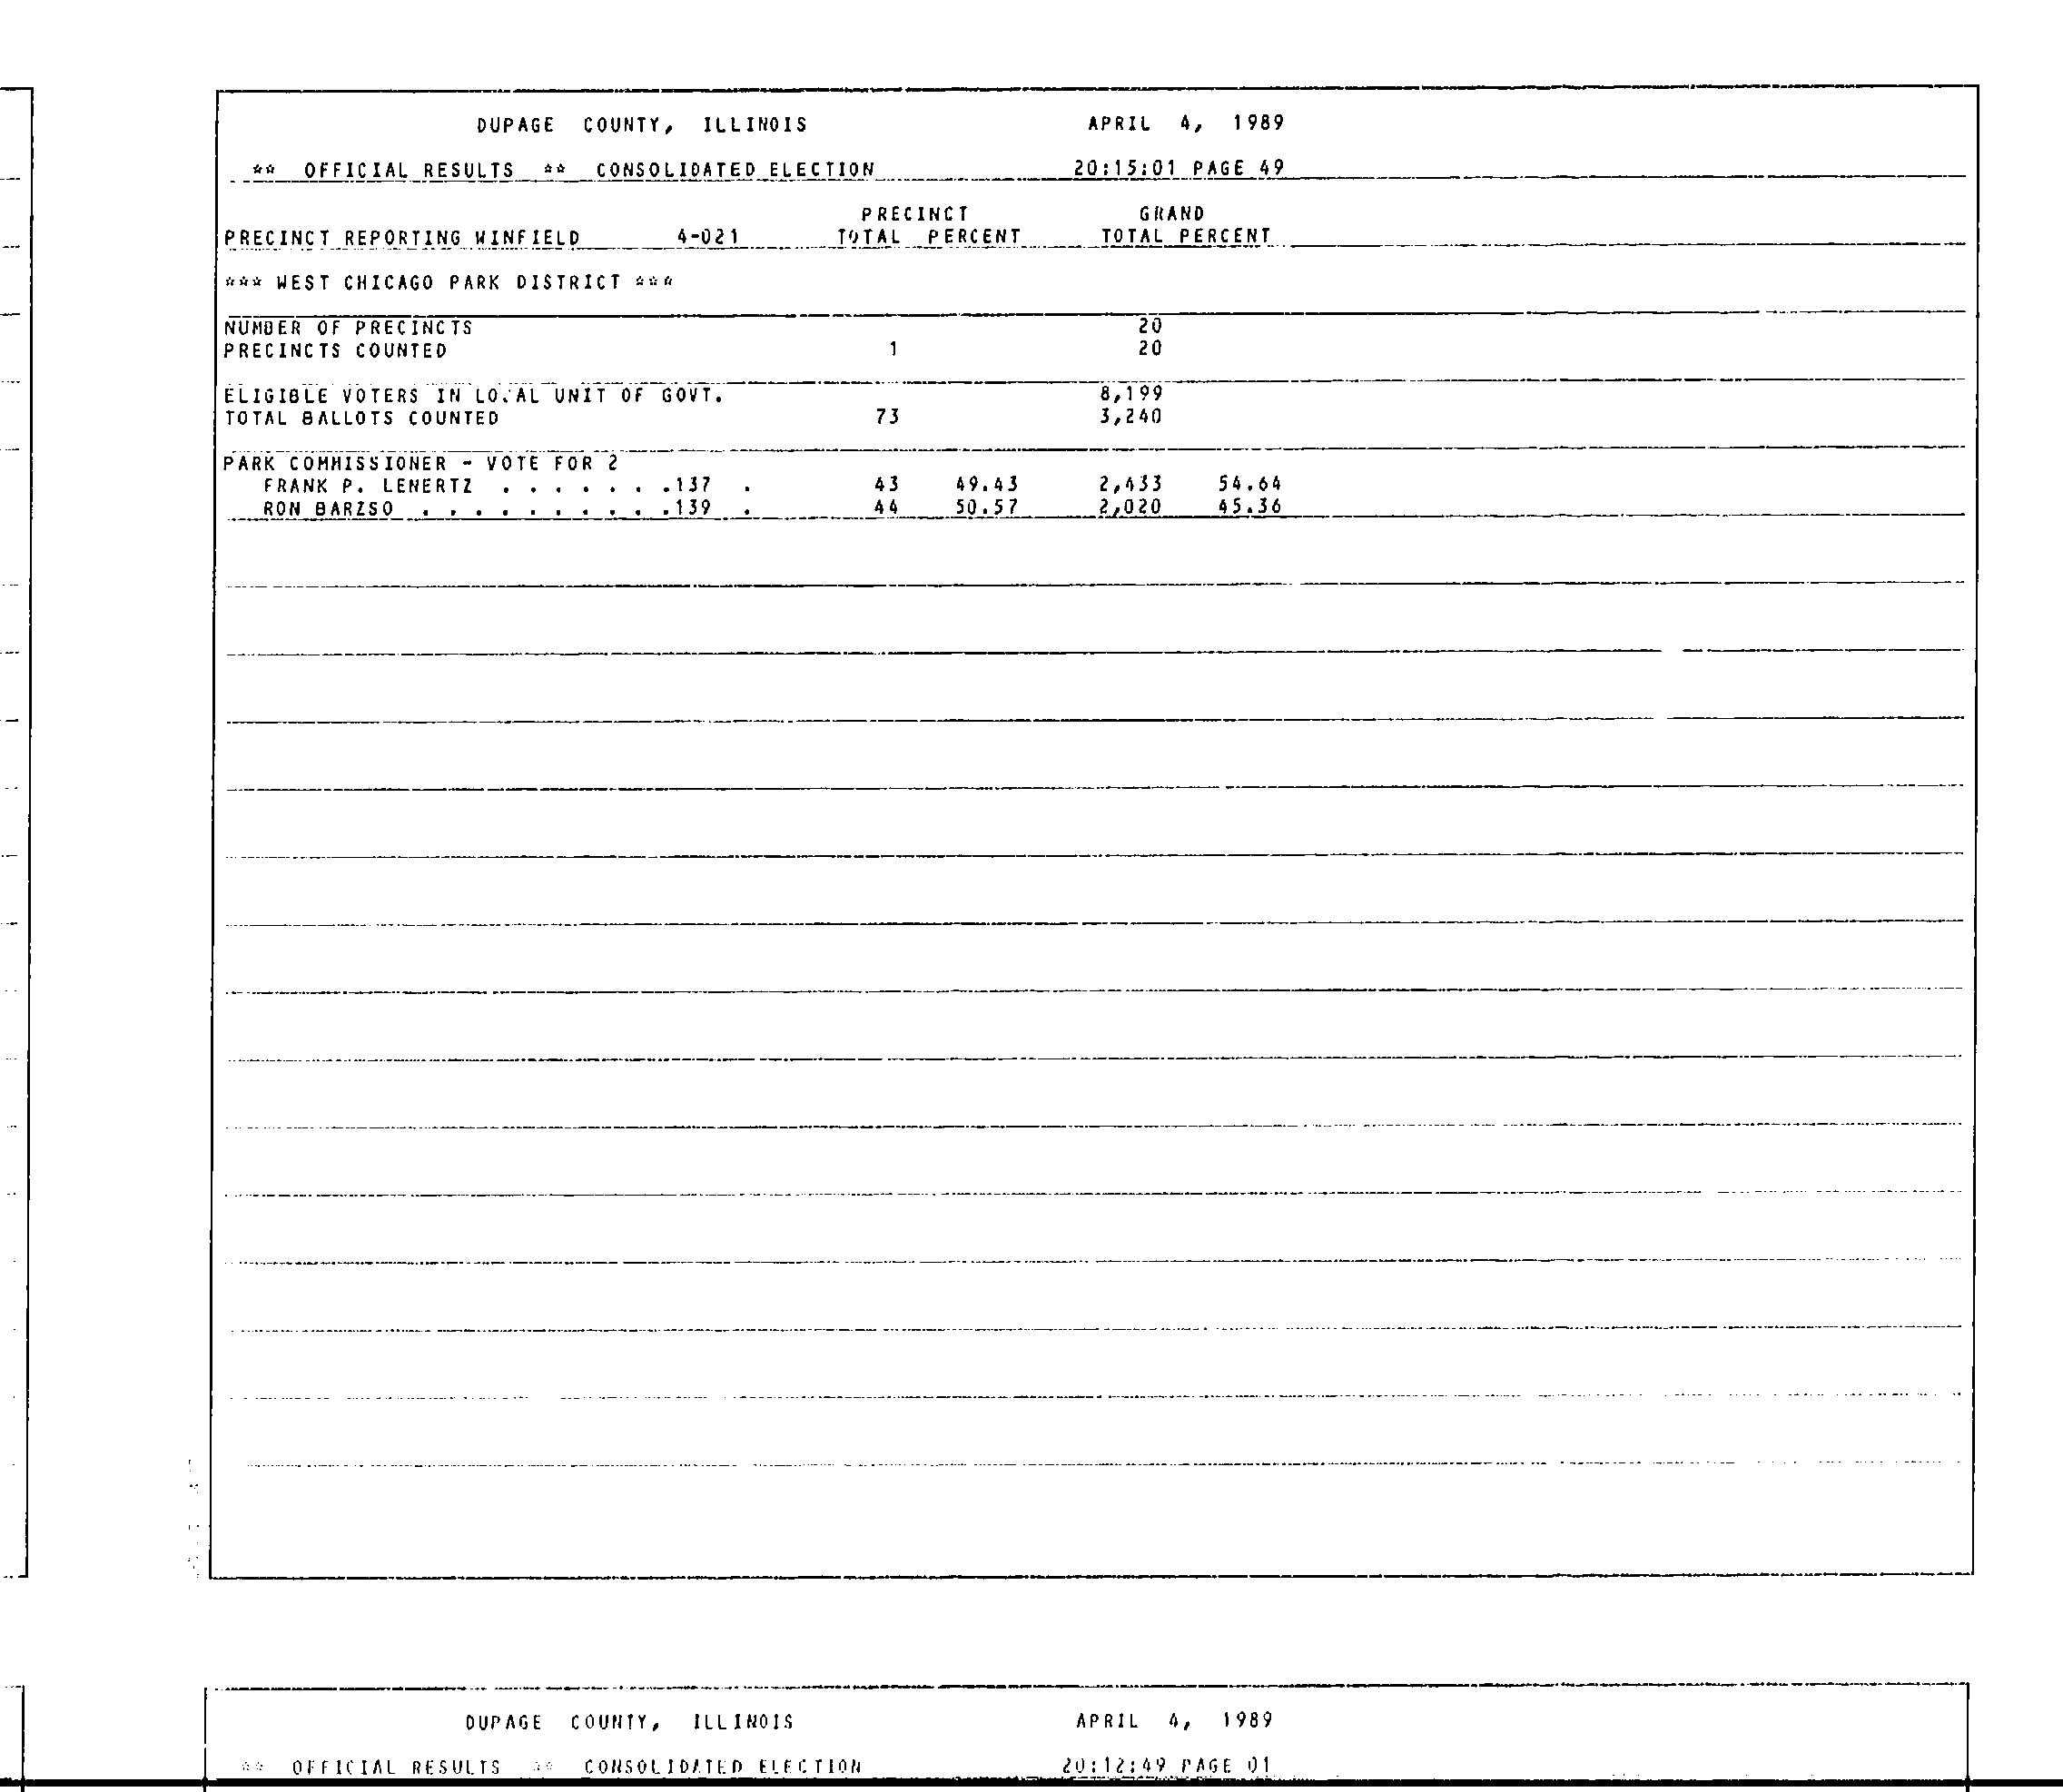 DUPAGE COUNTY, ILLINOIS APRIL 4, 1989
** OFFICIAL RESULTS ** CONSOLIDATED ELECTION 20:15:01 PAGE 49
PRECINCT GRAND
PRECINCT REPORTING WINFIELD 4-021 TOTAL PERCENT TOTAL PERCENT
*** WEST CHICAGO PARK DISTRICT ***
NUMBER OF PRECINCTS 20
PRECINCTS COUNTED 1 20
ELIGIBLE VOTERS IN LOCAL UNIT OF GOVT. 8,199
TOTAL BALLOTS COUNTED 73 3,240
PARK COMMISSIONER - VOTE FOR 2
FRANK P. LENERTZ . . . . . . .137 . 43 49.43 2,433 54.64
RON BARZSO . . . . . . . . . .139 . 44 50.57 2,020 45.36
DUPAGE COUNTY, ILLINOIS APRIL 4, 1989
** OFFICIAL RESULTS ** CONSOLIDATED ELECTION 20:12:49 PAGE 01